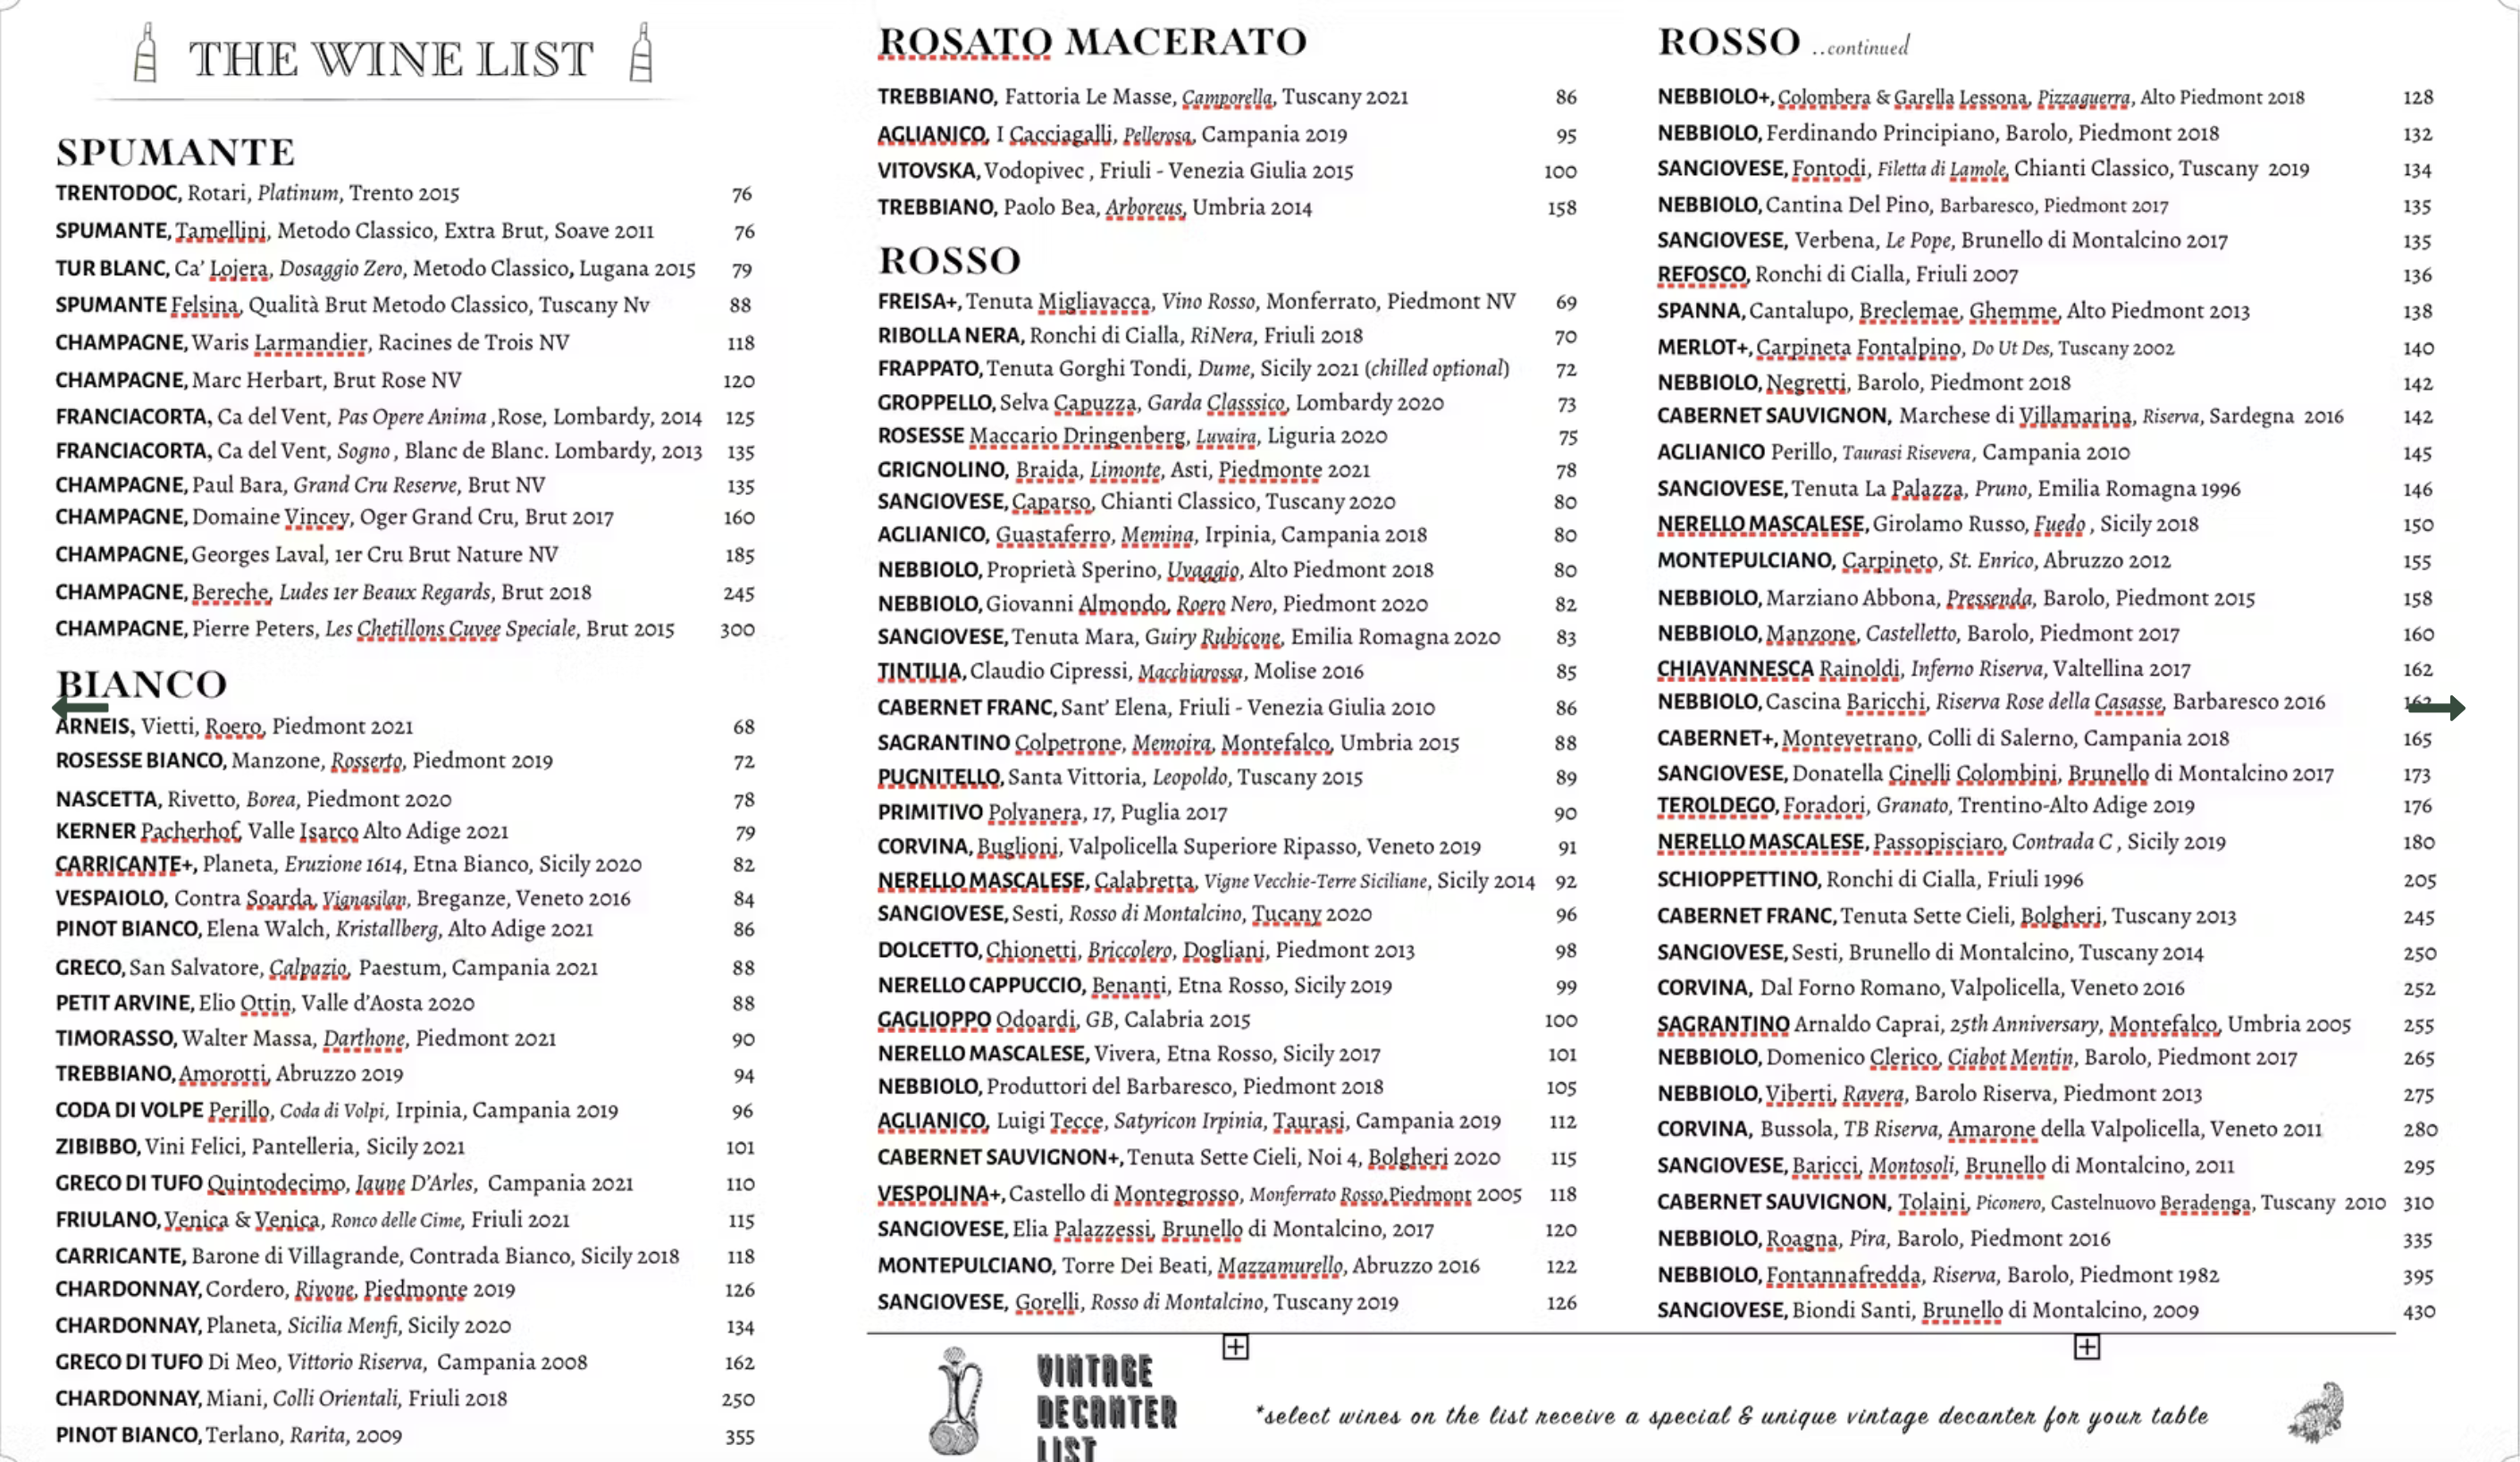 THE WINE LIST
SPUMANTE
TRENTODOC, Rotari, Platinum, Trento 2015 76
SPUMANTE, Tamellini, Metodo Classico, Extra Brut, Soave 2011 76
TUR BLANC, Ca' Lojera, Dosaggio Zero, Metodo Classico, Lugana 2015 79
SPUMANTE Felsina, Qualità Brut Metodo Classico, Tuscany Nv 88
CHAMPAGNE, Waris Larmandier, Racines de Trois NV 118
CHAMPAGNE, Marc Herbart, Brut Rose NV 120
FRANCIACORTA, Ca del Vent, Pas Opere Anima ,Rose, Lombardy, 2014 125
FRANCIACORTA, Ca del Vent, Sogno , Blanc de Blanc. Lombardy, 2013 135
CHAMPAGNE, Paul Bara, Grand Cru Reserve, Brut NV 135
CHAMPAGNE, Domaine Vincey, Oger Grand Cru, Brut 2017 160
CHAMPAGNE, Georges Laval, 1er Cru Brut Nature NV 185
CHAMPAGNE, Bereche, Ludes 1er Beaux Regards, Brut 2018 245
CHAMPAGNE, Pierre Peters, Les Chetillons Cuvee Speciale, Brut 2015 300
BIANCO
ARNEIS, Vietti, Roero, Piedmont 2021 68
ROSESSE BIANCO, Manzone, Rosserto, Piedmont 2019 72
NASCETTA, Rivetto, Borea, Piedmont 2020 78
KERNER Pacherhof, Valle Isarco Alto Adige 2021 79
CARRICANTE+, Planeta, Eruzione 1614, Etna Bianco, Sicily 2020 82
VESPAIOLO, Contra Soarda, Vignasilan, Breganze, Veneto 2016 84
PINOT BIANCO, Elena Walch, Kristallberg, Alto Adige 2021 86
GRECO, San Salvatore, Calpazio, Paestum, Campania 2021 88
PETIT ARVINE, Elio Ottin, Valle d'Aosta 2020 88
TIMORASSO, Walter Massa, Darthone, Piedmont 2021 90
TREBBIANO, Amorotti, Abruzzo 2019 94
CODA DI VOLPE Perillo, Coda di Volpi, Irpinia, Campania 2019 96
ZIBIBBO, Vini Felici, Pantelleria, Sicily 2021 101
GRECO DI TUFO Quintodecimo, Jaune D'Arles, Campania 2021 110
FRIULANO, Venica & Venica, Ronco delle Cime, Friuli 2021 115
CARRICANTE, Barone di Villagrande, Contrada Bianco, Sicily 2018 118
CHARDONNAY, Cordero, Rivone, Piedmonte 2019 126
CHARDONNAY, Planeta, Sicilia Menfi, Sicily 2020 134
GRECO DI TUFO Di Meo, Vittorio Riserva, Campania 2008 162
CHARDONNAY, Miani, Colli Orientali, Friuli 2018 250
PINOT BIANCO, Terlano, Rarita, 2009 355
ROSATO MACERATO
TREBBIANO, Fattoria Le Masse, Camporella, Tuscany 2021 86
AGLIANICO, I Cacciagalli, Pellerosa, Campania 2019 95
VITOVSKA, Vodopivec , Friuli - Venezia Giulia 2015 100
TREBBIANO, Paolo Bea, Arboreus, Umbria 2014 158
ROSSO
FREISA+, Tenuta Migliavacca, Vino Rosso, Monferrato, Piedmont NV 69
RIBOLLA NERA, Ronchi di Cialla, RiNera, Friuli 2018 70
FRAPPATO, Tenuta Gorghi Tondi, Dume, Sicily 2021 (chilled optional) 72
GROPPELLO, Selva Capuzza, Garda Classsico, Lombardy 2020 73
ROSESSE Maccario Dringenberg, Luvaira, Liguria 2020 75
GRIGNOLINO, Braida, Limonte, Asti, Piedmonte 2021 78
SANGIOVESE, Caparso, Chianti Classico, Tuscany 2020 80
AGLIANICO, Guastaferro, Memina, Irpinia, Campania 2018 80
NEBBIOLO, Proprietà Sperino, Uvaggio, Alto Piedmont 2018 80
NEBBIOLO, Giovanni Almondo, Roero Nero, Piedmont 2020 82
SANGIOVESE, Tenuta Mara, Guiry Rubicone, Emilia Romagna 2020 83
TINTILIA, Claudio Cipressi, Macchiarossa, Molise 2016 85
CABERNET FRANC, Sant' Elena, Friuli - Venezia Giulia 2010 86
SAGRANTINO Colpetrone, Memoira, Montefalco, Umbria 2015 88
PUGNITELLO, Santa Vittoria, Leopoldo, Tuscany 2015 89
PRIMITIVO Polvanera, 17, Puglia 2017 90
CORVINA, Buglioni, Valpolicella Superiore Ripasso, Veneto 2019 91
NERELLO MASCALESE, Calabretta, Vigne Vecchie-Terre Siciliane, Sicily 2014 92
SANGIOVESE, Sesti, Rosso di Montalcino, Tucany 2020 96
DOLCETTO, Chionetti, Briccolero, Dogliani, Piedmont 2013 98
NERELLO CAPPUCCIO, Benanti, Etna Rosso, Sicily 2019 99
GAGLIOPPO Odoardi, GB, Calabria 2015 100
NERELLO MASCALESE, Vivera, Etna Rosso, Sicily 2017 101
NEBBIOLO, Produttori del Barbaresco, Piedmont 2018 105
AGLIANICO, Luigi Tecce, Satyricon Irpinia, Taurasi, Campania 2019 112
CABERNET SAUVIGNON+, Tenuta Sette Cieli, Noi 4, Bolgheri 2020 115
VESPOLINA+, Castello di Montegrosso, Monferrato Rosso,Piedmont 2005 118
SANGIOVESE, Elia Palazzessi, Brunello di Montalcino, 2017 120
MONTEPULCIANO, Torre Dei Beati, Mazzamurello, Abruzzo 2016 122
SANGIOVESE, Gorelli, Rosso di Montalcino, Tuscany 2019 126
ROSSO ..continued
NEBBIOLO+, Colombera & Garella Lessona, Pizzaguerra, Alto Piedmont 2018 128
NEBBIOLO, Ferdinando Principiano, Barolo, Piedmont 2018 132
SANGIOVESE, Fontodi, Filetta di Lamole, Chianti Classico, Tuscany 2019 134
NEBBIOLO, Cantina Del Pino, Barbaresco, Piedmont 2017 135
SANGIOVESE, Verbena, Le Pope, Brunello di Montalcino 2017 135
REFOSCO, Ronchi di Cialla, Friuli 2007 136
SPANNA, Cantalupo, Breclemae, Ghemme, Alto Piedmont 2013 138
MERLOT+, Carpineta Fontalpino, Do Ut Des, Tuscany 2002 140
NEBBIOLO, Negretti, Barolo, Piedmont 2018 142
CABERNET SAUVIGNON, Marchese di Villamarina, Riserva, Sardegna 2016 142
AGLIANICO Perillo, Taurasi Risevera, Campania 2010 145
SANGIOVESE, Tenuta La Palazza, Pruno, Emilia Romagna 1996 146
NERELLO MASCALESE, Girolamo Russo, Fuedo , Sicily 2018 150
MONTEPULCIANO, Carpineto, St. Enrico, Abruzzo 2012 155
NEBBIOLO, Marziano Abbona, Pressenda, Barolo, Piedmont 2015 158
NEBBIOLO, Manzone, Castelletto, Barolo, Piedmont 2017 160
CHIAVANNESCA Rainoldi, Inferno Riserva, Valtellina 2017 162
NEBBIOLO, Cascina Baricchi, Riserva Rose della Casasse, Barbaresco 2016
CABERNET+, Montevetrano, Colli di Salerno, Campania 2018 165
SANGIOVESE, Donatella Cinelli Colombini, Brunello di Montalcino 2017 173
TEROLDEGO, Foradori, Granato, Trentino-Alto Adige 2019 176
NERELLO MASCALESE, Passopisciaro, Contrada C , Sicily 2019 180
SCHIOPPETTINO, Ronchi di Cialla, Friuli 1996 205
CABERNET FRANC, Tenuta Sette Cieli, Bolgheri, Tuscany 2013 245
SANGIOVESE, Sesti, Brunello di Montalcino, Tuscany 2014 250
CORVINA, Dal Forno Romano, Valpolicella, Veneto 2016 252
SAGRANTINO Arnaldo Caprai, 25th Anniversary, Montefalco, Umbria 2005 255
NEBBIOLO, Domenico Clerico, Ciabot Mentin, Barolo, Piedmont 2017 265
NEBBIOLO, Viberti, Ravera, Barolo Riserva, Piedmont 2013 275
CORVINA, Bussola, TB Riserva, Amarone della Valpolicella, Veneto 2011 280
SANGIOVESE, Baricci, Montosoli, Brunello di Montalcino, 2011 295
CABERNET SAUVIGNON, Tolaini, Piconero, Castelnuovo Beradenga, Tuscany 2010 310
NEBBIOLO, Roagna, Pira, Barolo, Piedmont 2016 335
NEBBIOLO, Fontannafredda, Riserva, Barolo, Piedmont 1982 395
SANGIOVESE, Biondi Santi, Brunello di Montalcino, 2009 430
VINTAGE
DECANTER
LIST
*select wines on the list receive a special & unique vintage decanter for your table